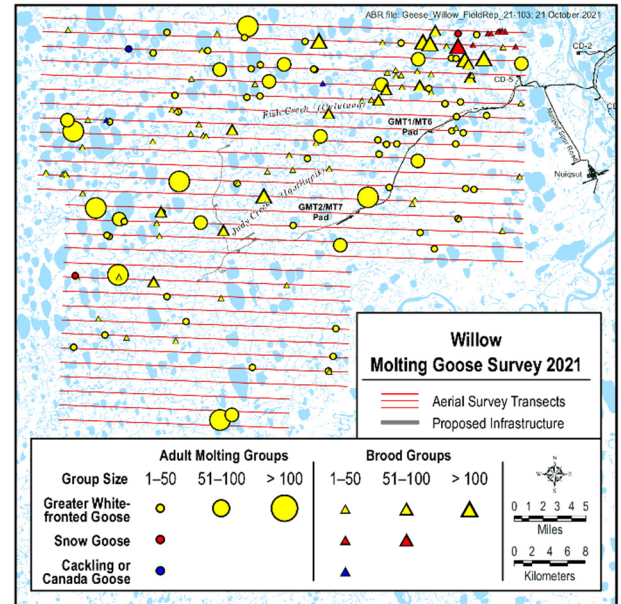 ABR file: Geese_Willow_FieldRep_21-103; 21 October 2021
CD-2
CD-5
Fish Creek
GMT1/MT6
Pad
Nuiqsut Spur Road
Nuiqsut
Judy Creek
GMT2/MT7
Pad
Willow
Molting Goose Survey 2021
Aerial Survey Transects
Proposed Infrastructure
Adult Molting Groups Brood Groups
Group Size 1–50 51–100 > 100 1–50 51–100 > 100
Greater White-
fronted Goose
Snow Goose
Cackling or
Canada Goose
N
W E
S
0 1 2 3 4 5
Miles
0 2 4 6 8
Kilometers